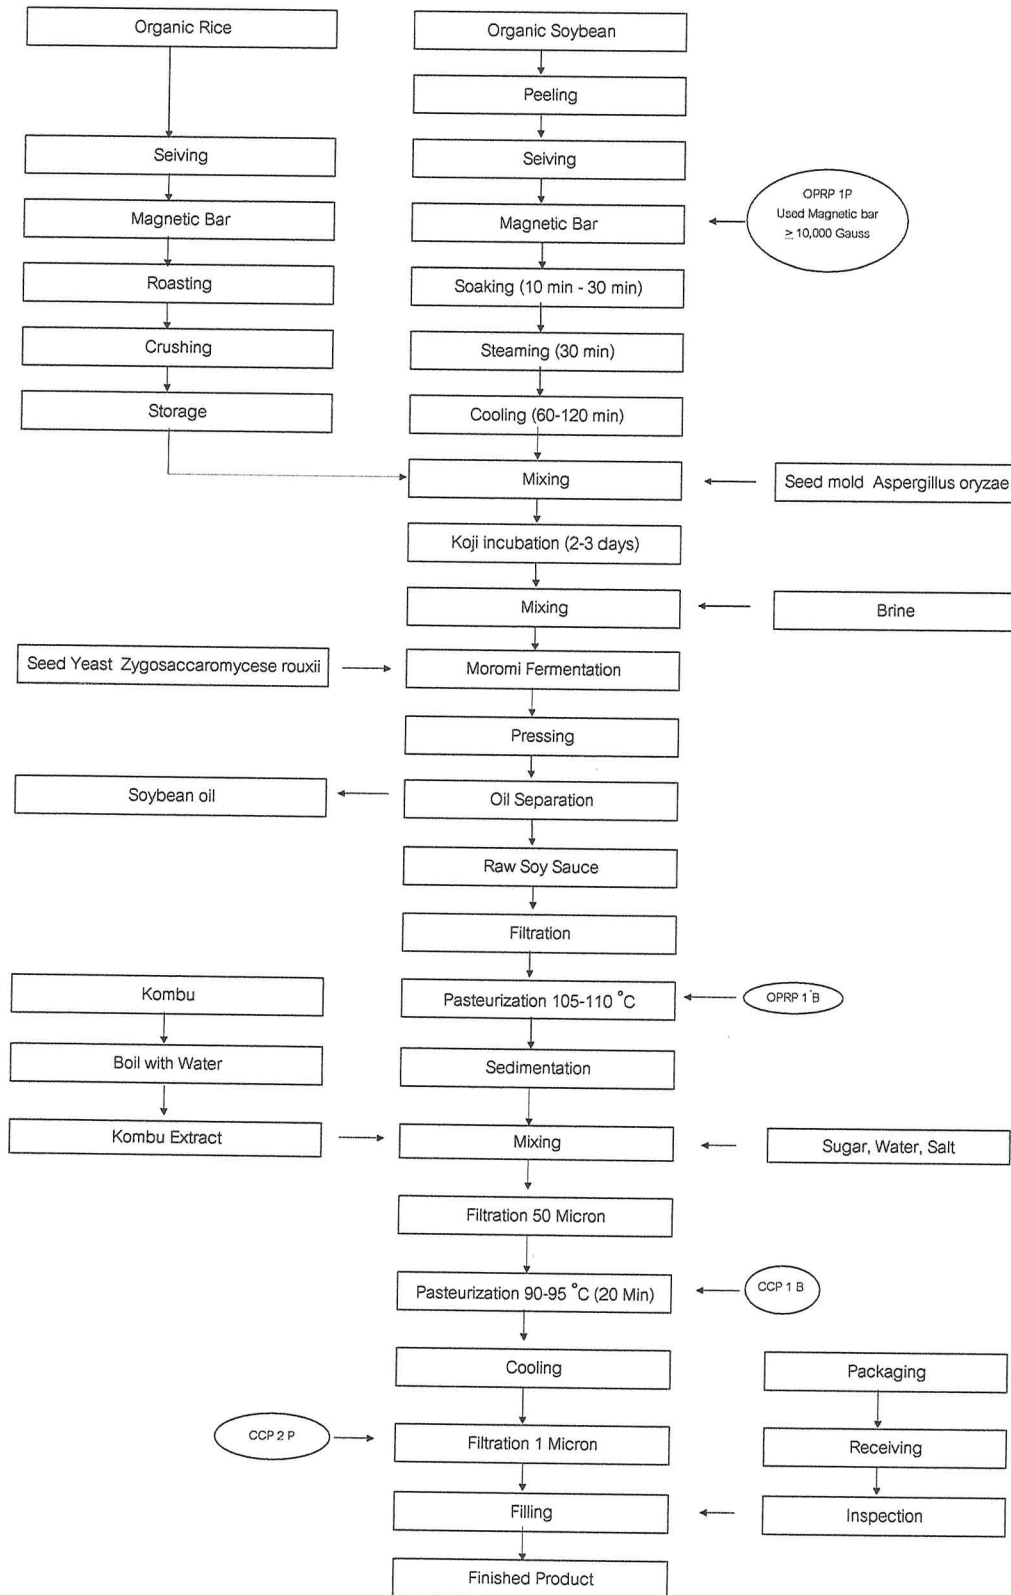 Organic Rice
Organic Soybean
Peeling
Seiving
Seiving
Magnetic Bar
Magnetic Bar
OPRP 1P
Used Magnetic bar
≥ 10,000 Gauss
Roasting
Soaking (10 min - 30 min)
Crushing
Steaming (30 min)
Storage
Cooling (60-120 min)
Mixing
Seed mold Aspergillus oryzae
Koji incubation (2-3 days)
Mixing
Brine
Seed Yeast Zygosaccaromycese rouxii
Moromi Fermentation
Pressing
Soybean oil
Oil Separation
Raw Soy Sauce
Filtration
Kombu
Pasteurization 105-110 °C
OPRP 1 B
Boil with Water
Sedimentation
Kombu Extract
Mixing
Sugar, Water, Salt
Filtration 50 Micron
Pasteurization 90-95 °C (20 Min)
CCP 1 B
Cooling
Packaging
CCP 2 P
Filtration 1 Micron
Receiving
Filling
Inspection
Finished Product